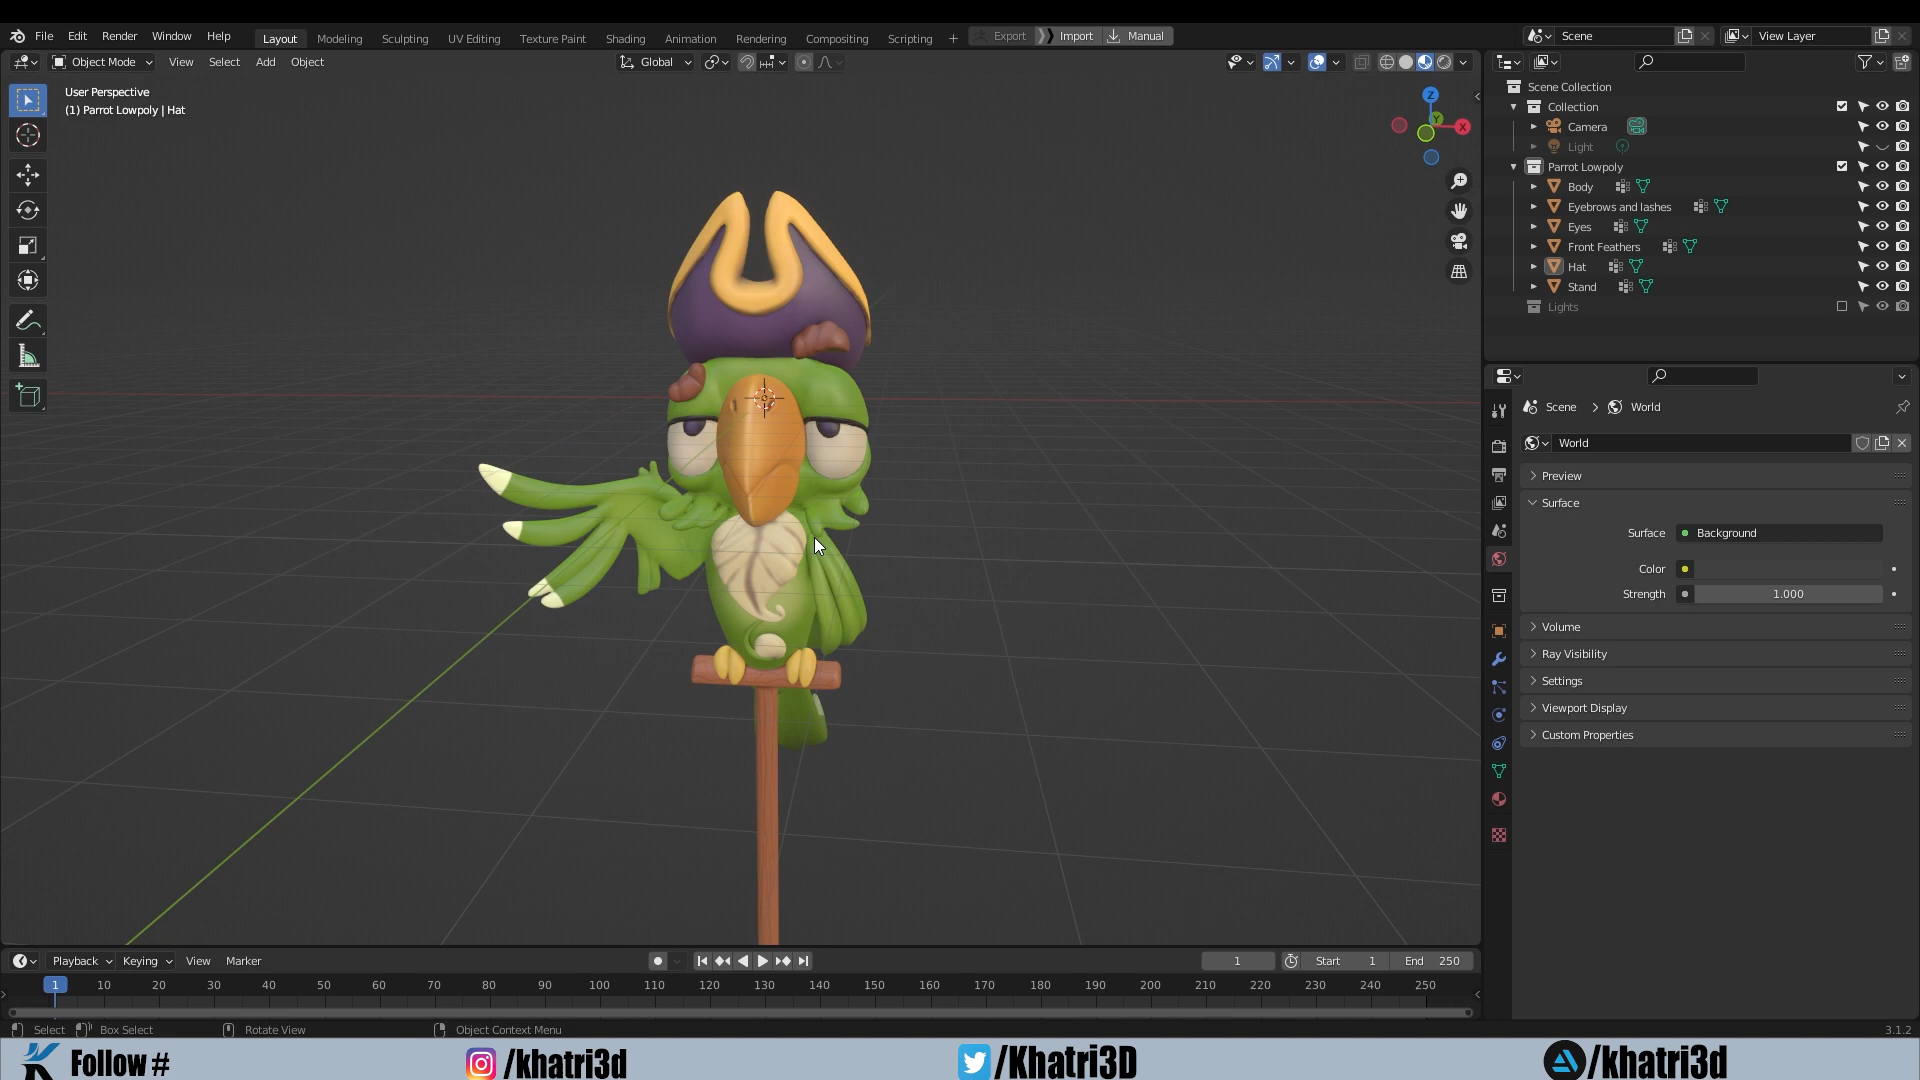 File Edit Render Window Help Layout Modeling Sculpting UV Editing Texture Paint Shading Animation Rendering Compositing Scripting + Export Import Manual Scene View Layer
Object Mode View Select Add Object Global
User Perspective
(1) Parrot Lowpoly | Hat
Z
Y
X
Scene Collection
Collection
Camera
Light
Parrot Lowpoly
Body
Eyebrows and lashes
Eyes
Front Feathers
Hat
Stand
Lights
Scene > World
World
Preview
Surface
Surface Background
Color
Strength 1.000
Volume
Ray Visibility
Settings
Viewport Display
Custom Properties
Playback Keying View Marker 1 Start 1 End 250
1 10 20 30 40 50 60 70 80 90 100 110 120 130 140 150 160 170 180 190 200 210 220 230 240 250
Select Box Select Rotate View Object Context Menu 3.1.2
Follow # /khatri3d /Khatri3D /khatri3d